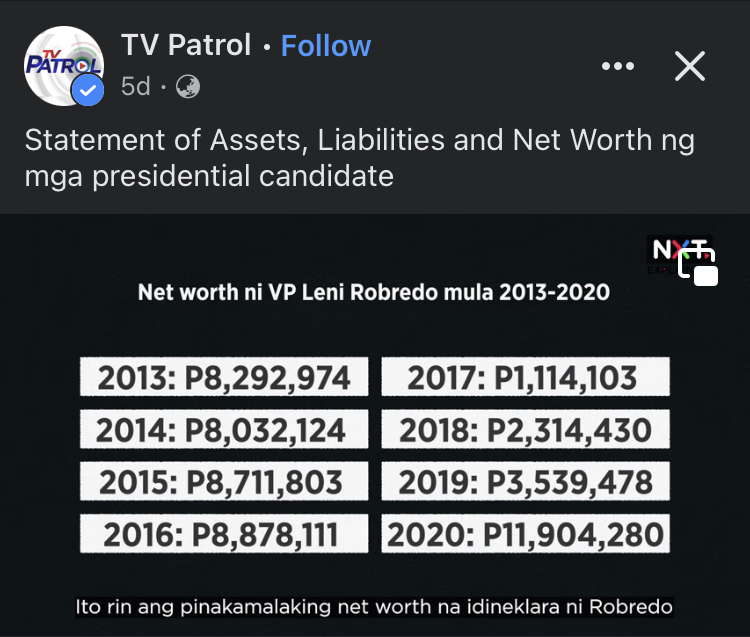 TV Patrol · Follow
TV PATROL
5d ·
Statement of Assets, Liabilities and Net Worth ng
mga presidential candidate
NXT
Net worth ni VP Leni Robredo mula 2013-2020
2013: P8,292,974
2014: P8,032,124
2015: P8,711,803
2016: P8,878,111
2017: P1,114,103
2018: P2,314,430
2019: P3,539,478
2020: P11,904,280
Ito rin ang pinakamalaking net worth na idineklara ni Robredo